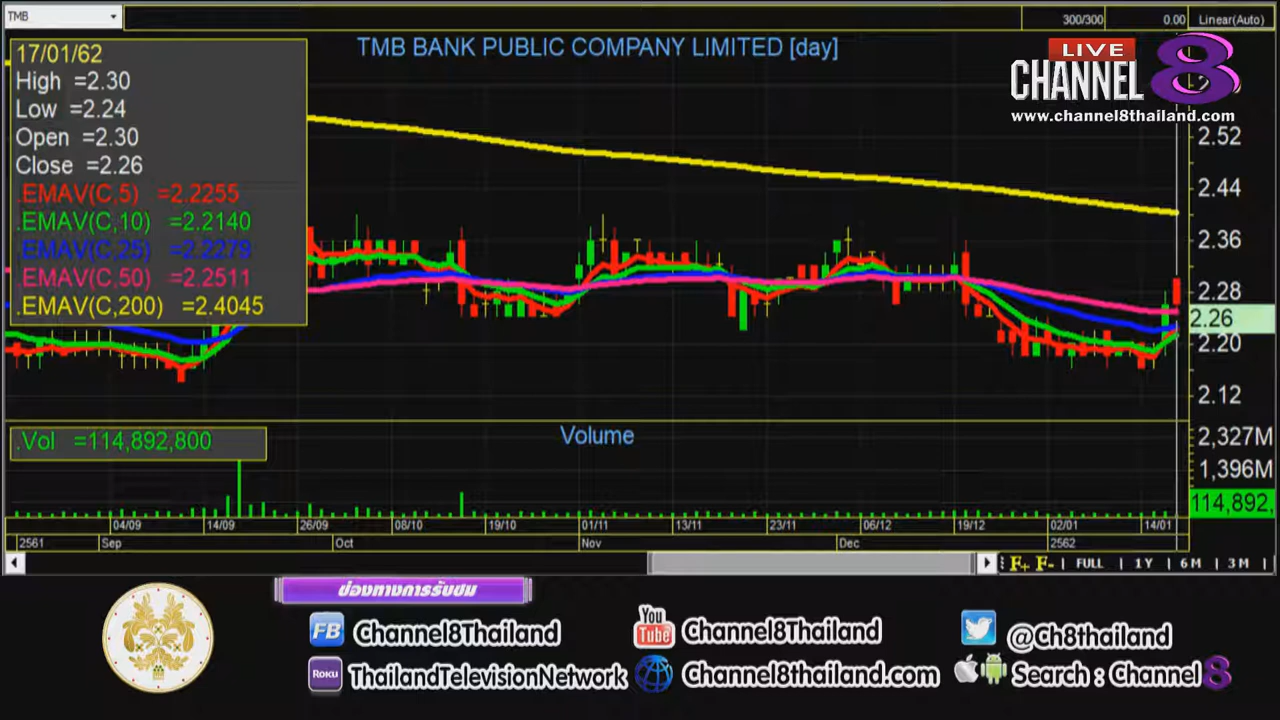 TMB
300/300
0.00
Linear(Auto)
TMB BANK PUBLIC COMPANY LIMITED [day]
LIVE
CHANNEL 8
www.channel8thailand.com
17/01/62
High =2.30
Low =2.24
Open =2.30
Close =2.26
.EMAV(C,5) =2.2255
.EMAV(C,10) =2.2140
.EMAV(C,25) =2.2279
.EMAV(C,50) =2.2511
.EMAV(C,200) =2.4045
2.52
2.44
2.36
2.28
2.26
2.20
2.12
.Vol =114,892,800
Volume
2,327M
1,396M
114,892,
04/09 14/09 26/09 08/10 19/10 01/11 13/11 23/11 06/12 19/12 02/01 14/01
2561 Sep Oct Nov Dec 2562
F+ F- | FULL | 1Y | 6M | 3M |
ช่องทางการรับชม
FB Channel8Thailand
You Tube Channel8Thailand
@Ch8thailand
ROKU ThailandTelevisionNetwork
Channel8thailand.com
Search : Channel 8